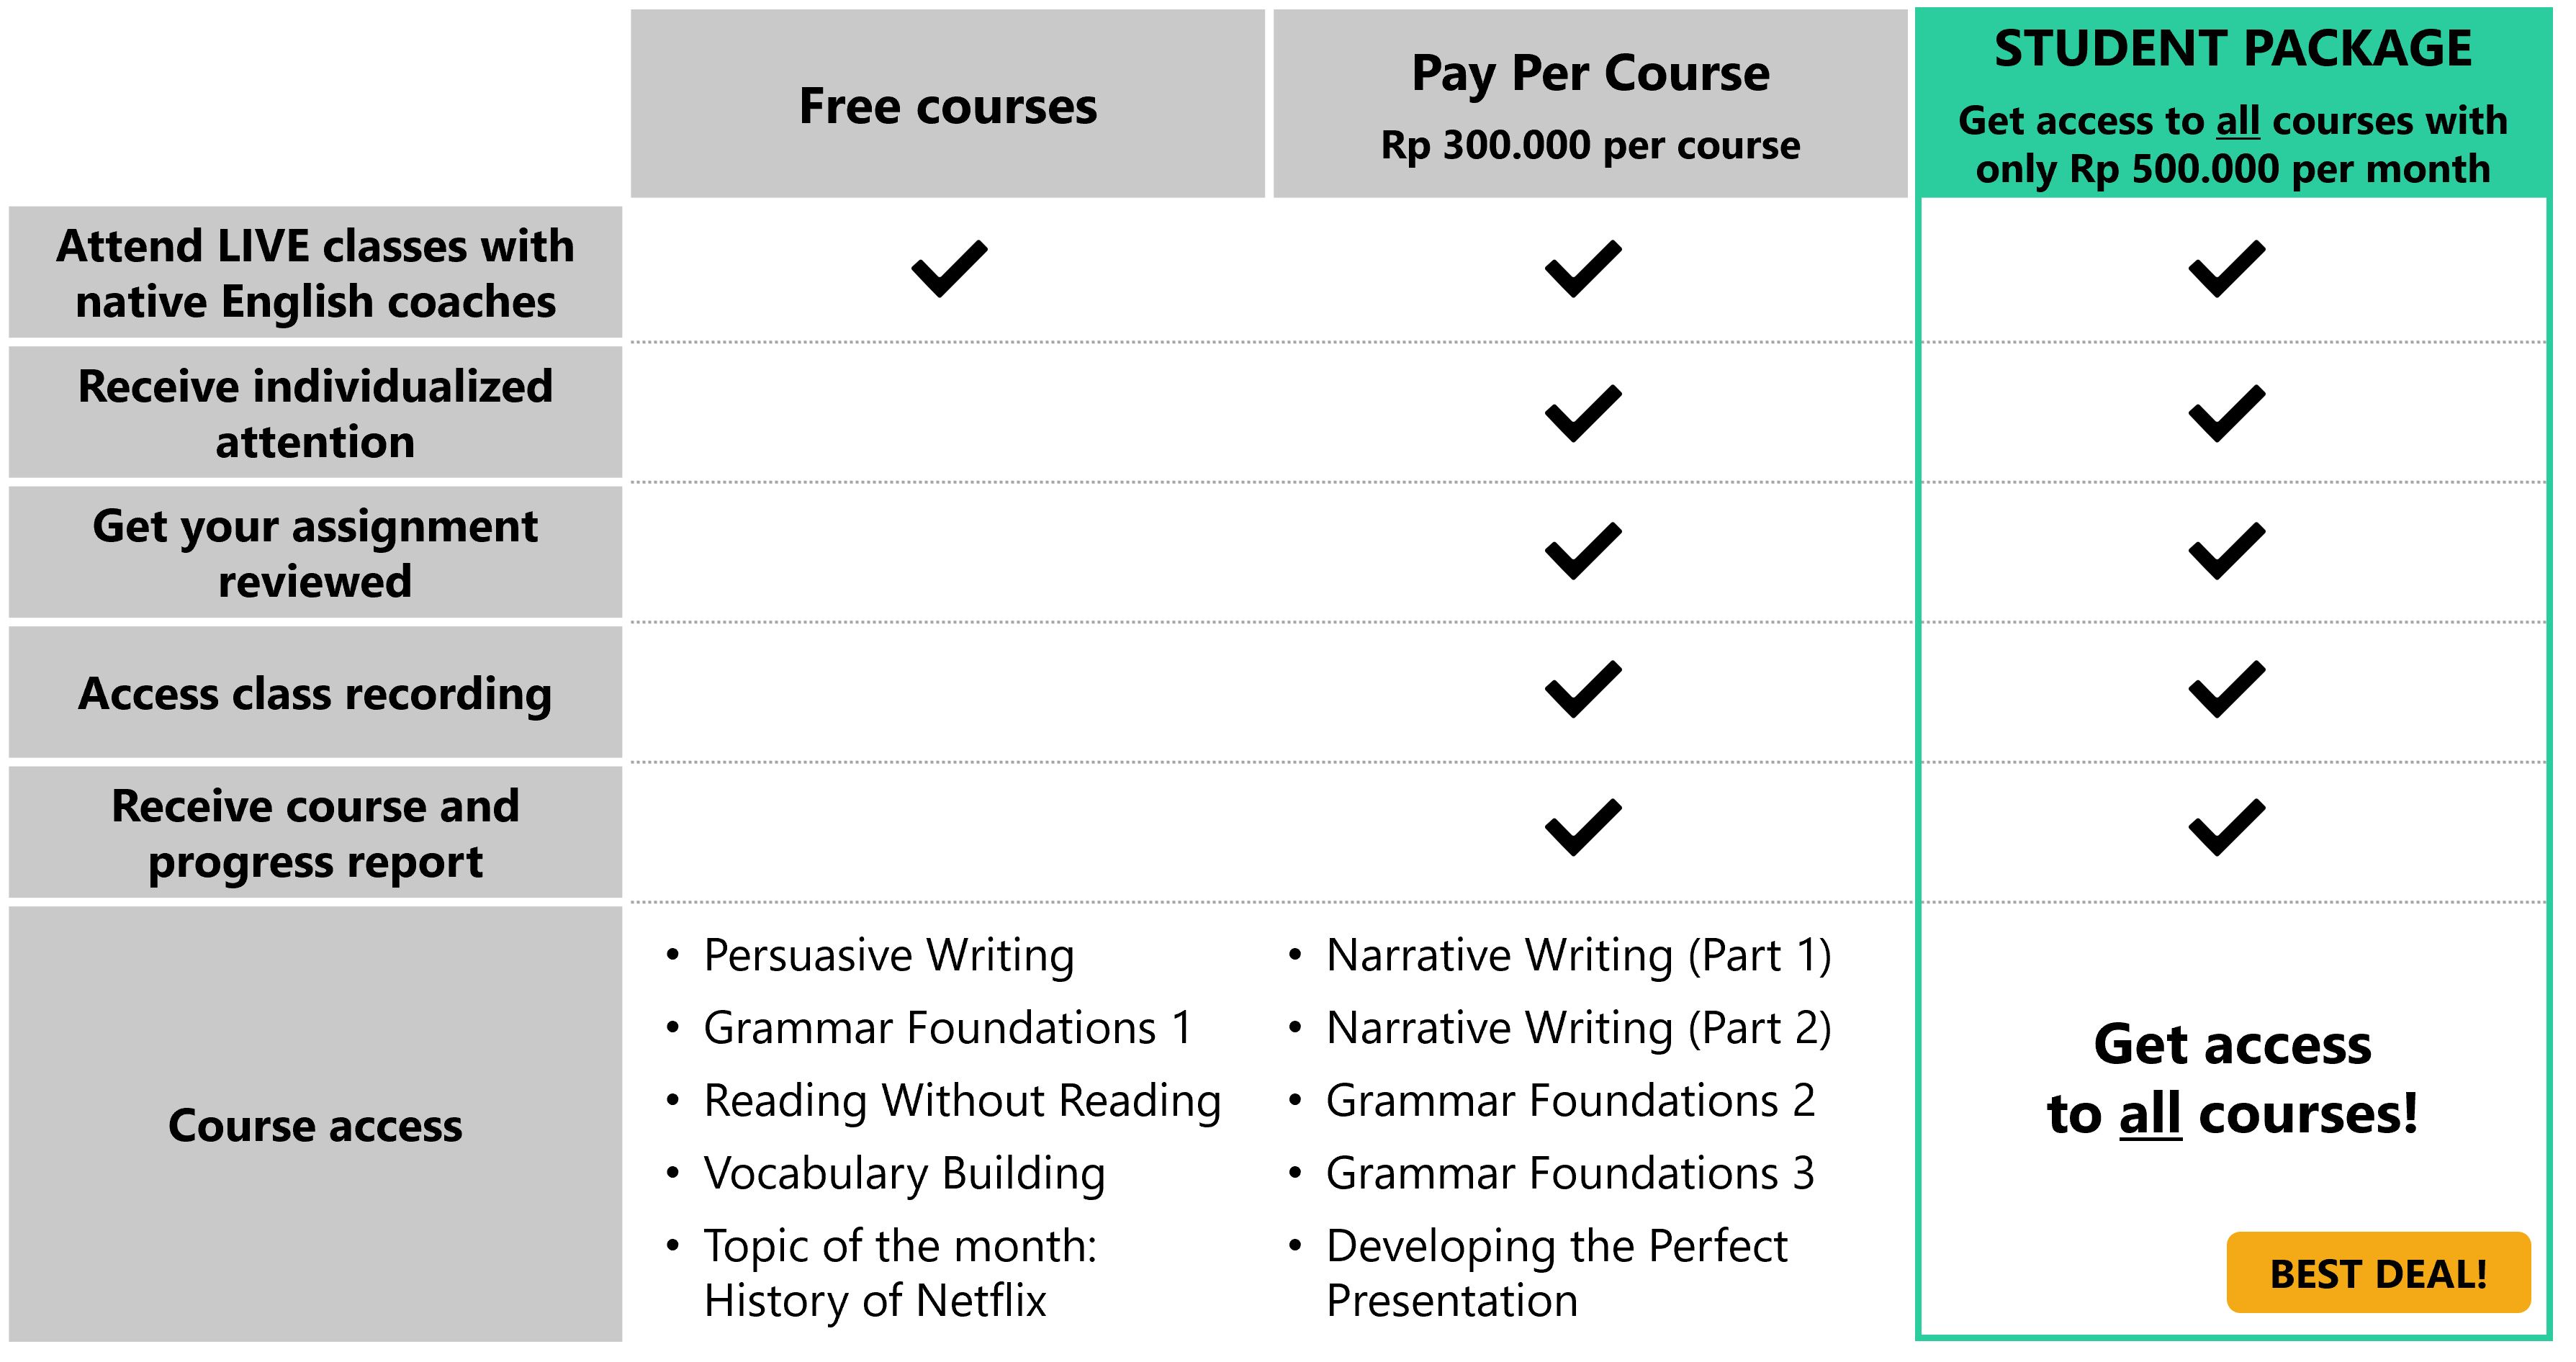 Free courses
Pay Per Course
Rp 300.000 per course
STUDENT PACKAGE
Get access to all courses with
only Rp 500.000 per month
Attend LIVE classes with
native English coaches
Receive individualized
attention
Get your assignment
reviewed
Access class recording
Receive course and
progress report
Course access
• Persuasive Writing
• Grammar Foundations 1
• Reading Without Reading
• Vocabulary Building
• Topic of the month:
History of Netflix
• Narrative Writing (Part 1)
• Narrative Writing (Part 2)
• Grammar Foundations 2
• Grammar Foundations 3
• Developing the Perfect
Presentation
Get access
to all courses!
BEST DEAL!